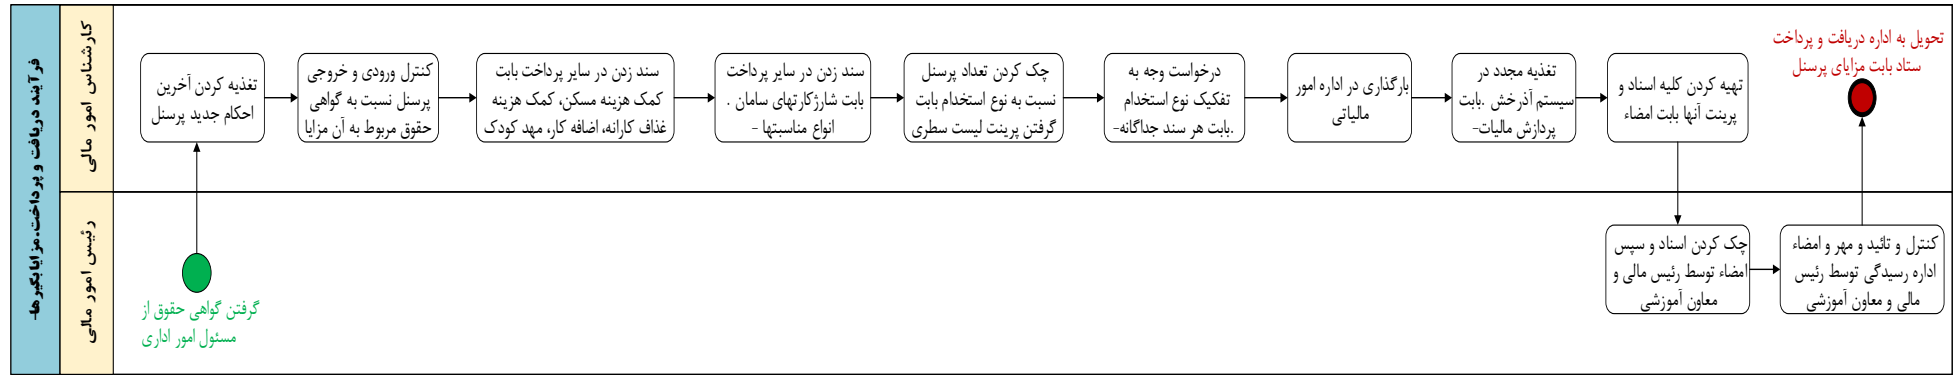 فرآیند دریافت و پرداخت-مزایابگیرها-
کارشناس امور مالی
رئیس امور مالی
گرفتن گواهی حقوق از
مسئول امور اداری
تغذیه کردن آخرین
احکام جدید پرسنل
کنترل ورودی و خروجی
پرسنل نسبت به گواهی
حقوق مربوط به آن مزایا
سند زدن در سایر پرداخت بابت
کمک هزینه مسکن، کمک هزینه
غذاف کارانه، اضافه کار، مهد کودک
سند زدن در سایر پرداخت
بابت شارژکارتهای سامان .
انواع مناسبتها -
چک کردن تعداد پرسنل
نسبت به نوع استخدام بابت
گرفتن پرینت لیست سطری
درخواست وجه به
تفکیک نوع استخدام
.بابت هر سند جداگانه-
بارگذاری در اداره امور
مالیاتی
تغذیه مجدد در
سیستم آذرخش .بابت
پردازش مالیات-
تهیه کردن کلیه اسناد و
پرینت آنها بابت امضاء
چک کردن اسناد و سپس
امضاء توسط رئیس مالی و
معاون آموزشی
کنترل و تائید و مهر و امضاء
اداره رسیدگی توسط رئیس
مالی و معاون آموزشی
تحویل به اداره دریافت و پرداخت
ستاد بابت مزایای پرسنل